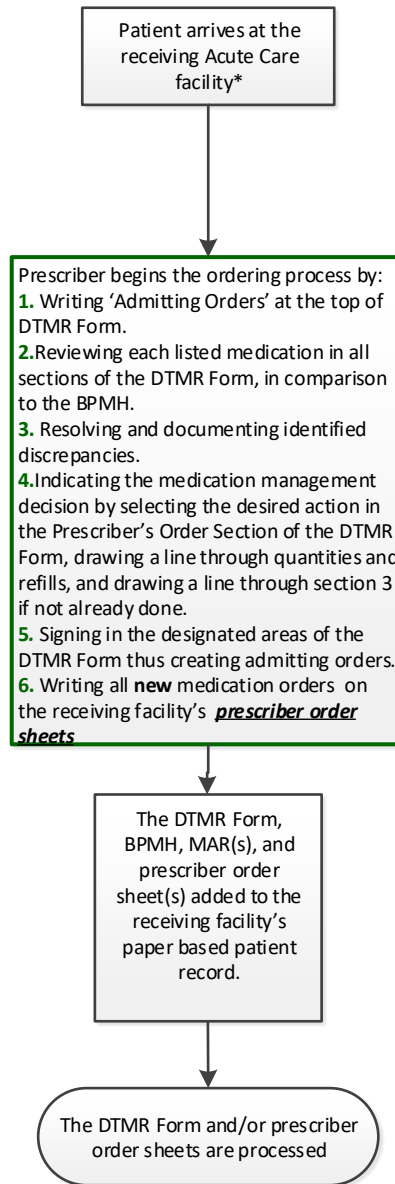 Patient arrives at the
receiving Acute Care
facility*
Prescriber begins the ordering process by:
1. Writing ‘Admitting Orders’ at the top of
DTMR Form.
2.Reviewing each listed medication in all
sections of the DTMR Form, in comparison
to the BPMH.
3. Resolving and documenting identified
discrepancies.
4.Indicating the medication management
decision by selecting the desired action in
the Prescriber’s Order Section of the DTMR
Form, drawing a line through quantities and
refills, and drawing a line through section 3
if not already done.
5. Signing in the designated areas of the
DTMR Form thus creating admitting orders.
6. Writing all new medication orders on
the receiving facility’s prescriber order
sheets
The DTMR Form,
BPMH, MAR(s), and
prescriber order
sheet(s) added to the
receiving facility’s
paper based patient
record.
The DTMR Form and/or prescriber
order sheets are processed